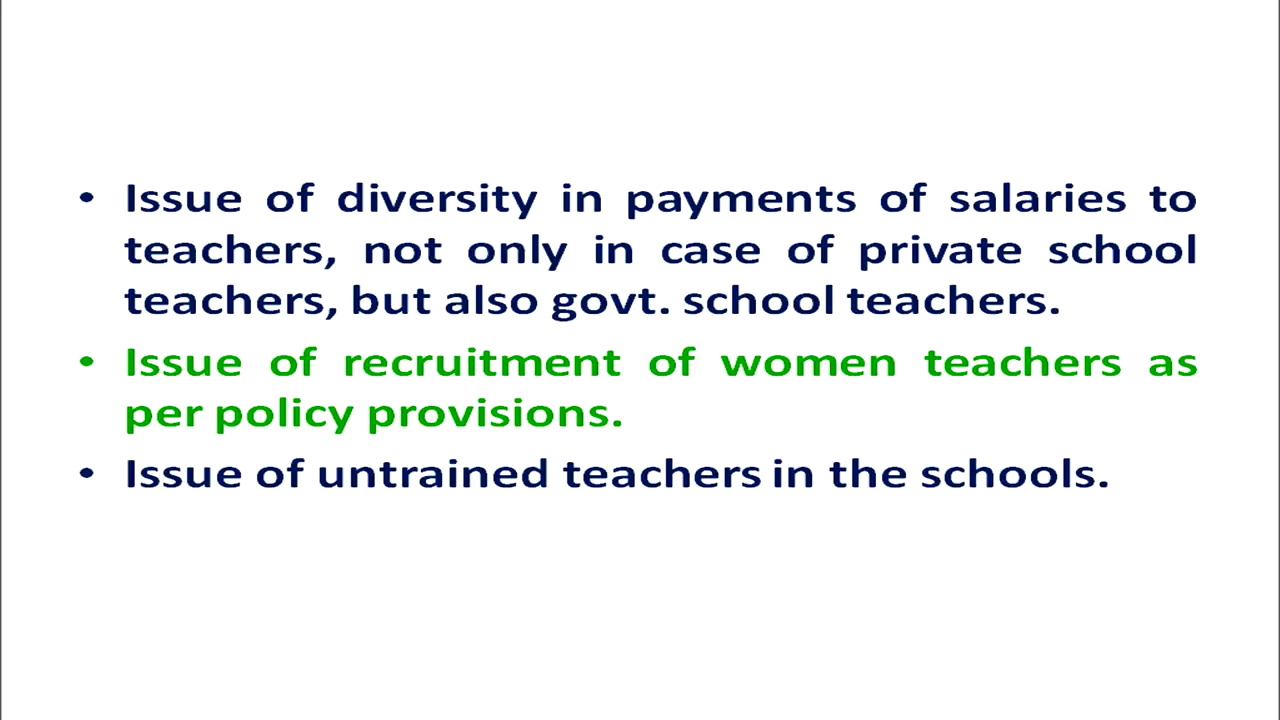 • Issue of diversity in payments of salaries to
teachers, not only in case of private school
teachers, but also govt. school teachers.
• Issue of recruitment of women teachers as
per policy provisions.
• Issue of untrained teachers in the schools.